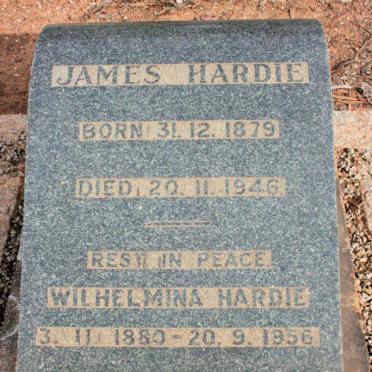 JAMES HARDIE
BORN 31. 12. 1879
DIED. 20. 11. 1946
REST IN PEACE.
WILHELMINA HARDIE
3. 11. 1880 - 20. 9. 1956